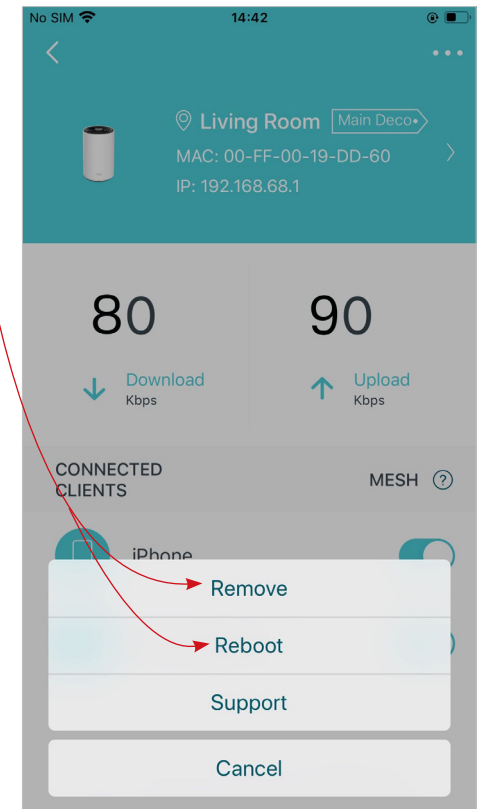 No SIM 14:42
Living Room Main Deco
MAC: 00-FF-00-19-DD-60
IP: 192.168.68.1
80 90
Download Upload
Kbps Kbps
CONNECTED
CLIENTS
MESH ?
iPhone
Remove
Reboot
Support
Cancel